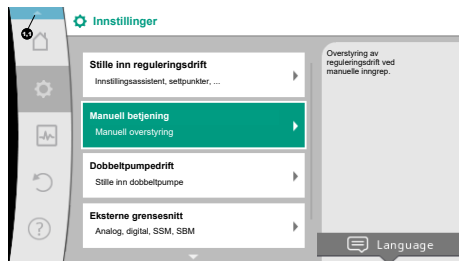 Innstillinger
1.1
Stille inn reguleringsdrift
Innstillingsassistent, settpunkter, ...
Manuell betjening
Manuell overstyring
Dobbeltpumpedrift
Stille inn dobbeltpumpe
Eksterne grensesnitt
Analog, digital, SSM, SBM
Overstyring av
reguleringsdrift ved
manuelle inngrep.
Language